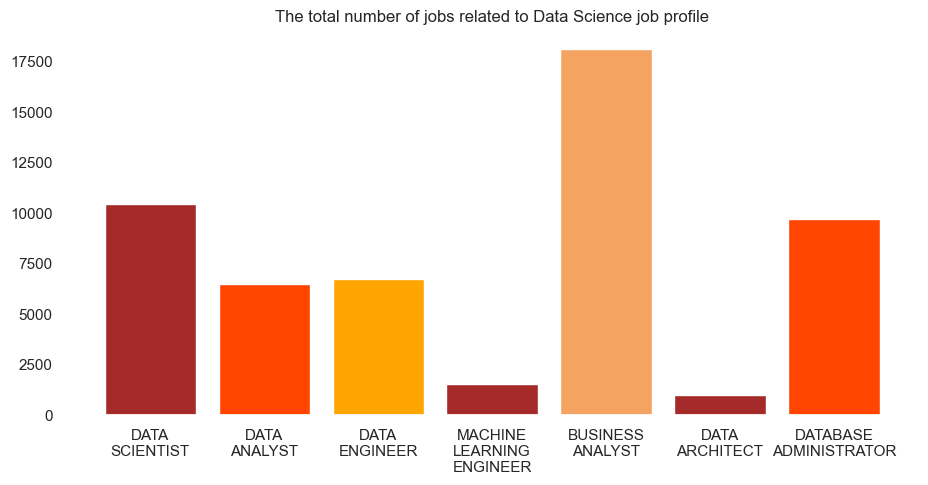 The total number of jobs related to Data Science job profile
17500
15000
12500
10000
7500
5000
2500
0
DATA
SCIENTIST
DATA
ANALYST
DATA
ENGINEER
MACHINE
LEARNING
ENGINEER
BUSINESS
ANALYST
DATA
ARCHITECT
DATABASE
ADMINISTRATOR